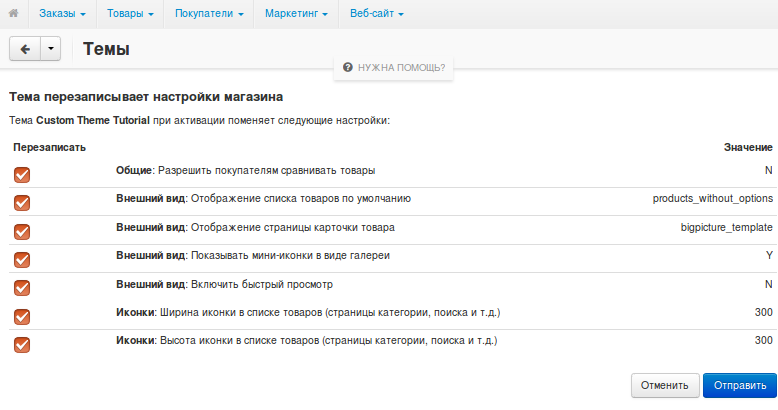 Заказы Товары Покупатели Маркетинг Веб-сайт
Темы
НУЖНА ПОМОЩЬ?
Тема перезаписывает настройки магазина
Тема Custom Theme Tutorial при активации поменяет следующие настройки:
Перезаписать Значение
Общие: Разрешить покупателям сравнивать товары N
Внешний вид: Отображение списка товаров по умолчанию products_without_options
Внешний вид: Отображение страницы карточки товара bigpicture_template
Внешний вид: Показывать мини-иконки в виде галереи Y
Внешний вид: Включить быстрый просмотр N
Иконки: Ширина иконки в списке товаров (страницы категории, поиска и т.д.) 300
Иконки: Высота иконки в списке товаров (страницы категории, поиска и т.д.) 300
Отменить Отправить